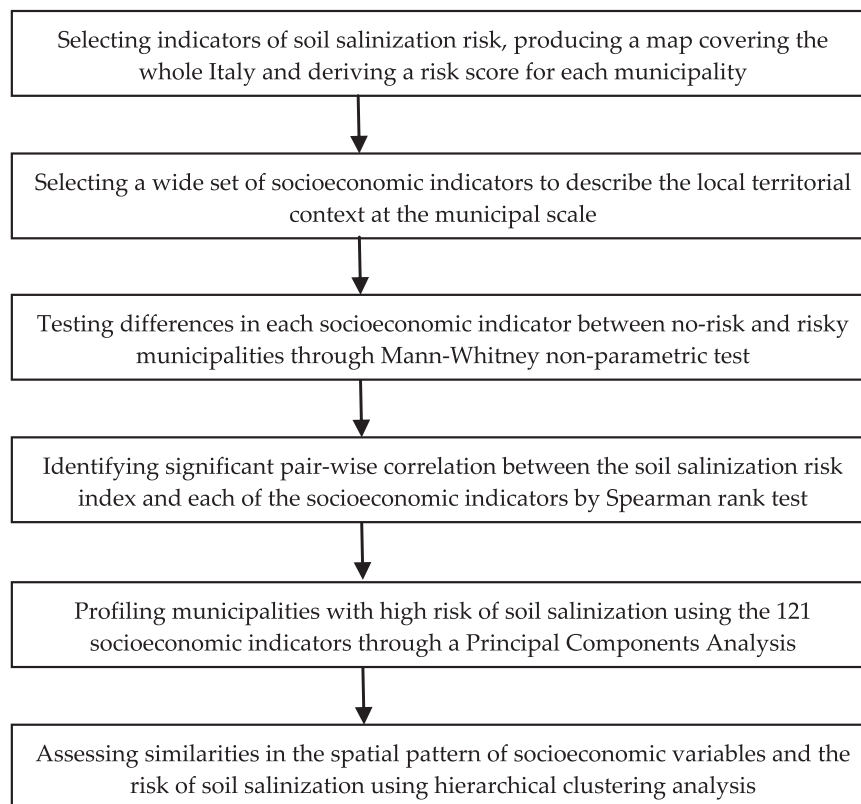 Selecting indicators of soil salinization risk, producing a map covering the
whole Italy and deriving a risk score for each municipality
Selecting a wide set of socioeconomic indicators to describe the local territorial
context at the municipal scale
Testing differences in each socioeconomic indicator between no-risk and risky
municipalities through Mann-Whitney non-parametric test
Identifying significant pair-wise correlation between the soil salinization risk
index and each of the socioeconomic indicators by Spearman rank test
Profiling municipalities with high risk of soil salinization using the 121
socioeconomic indicators through a Principal Components Analysis
Assessing similarities in the spatial pattern of socioeconomic variables and the
risk of soil salinization using hierarchical clustering analysis